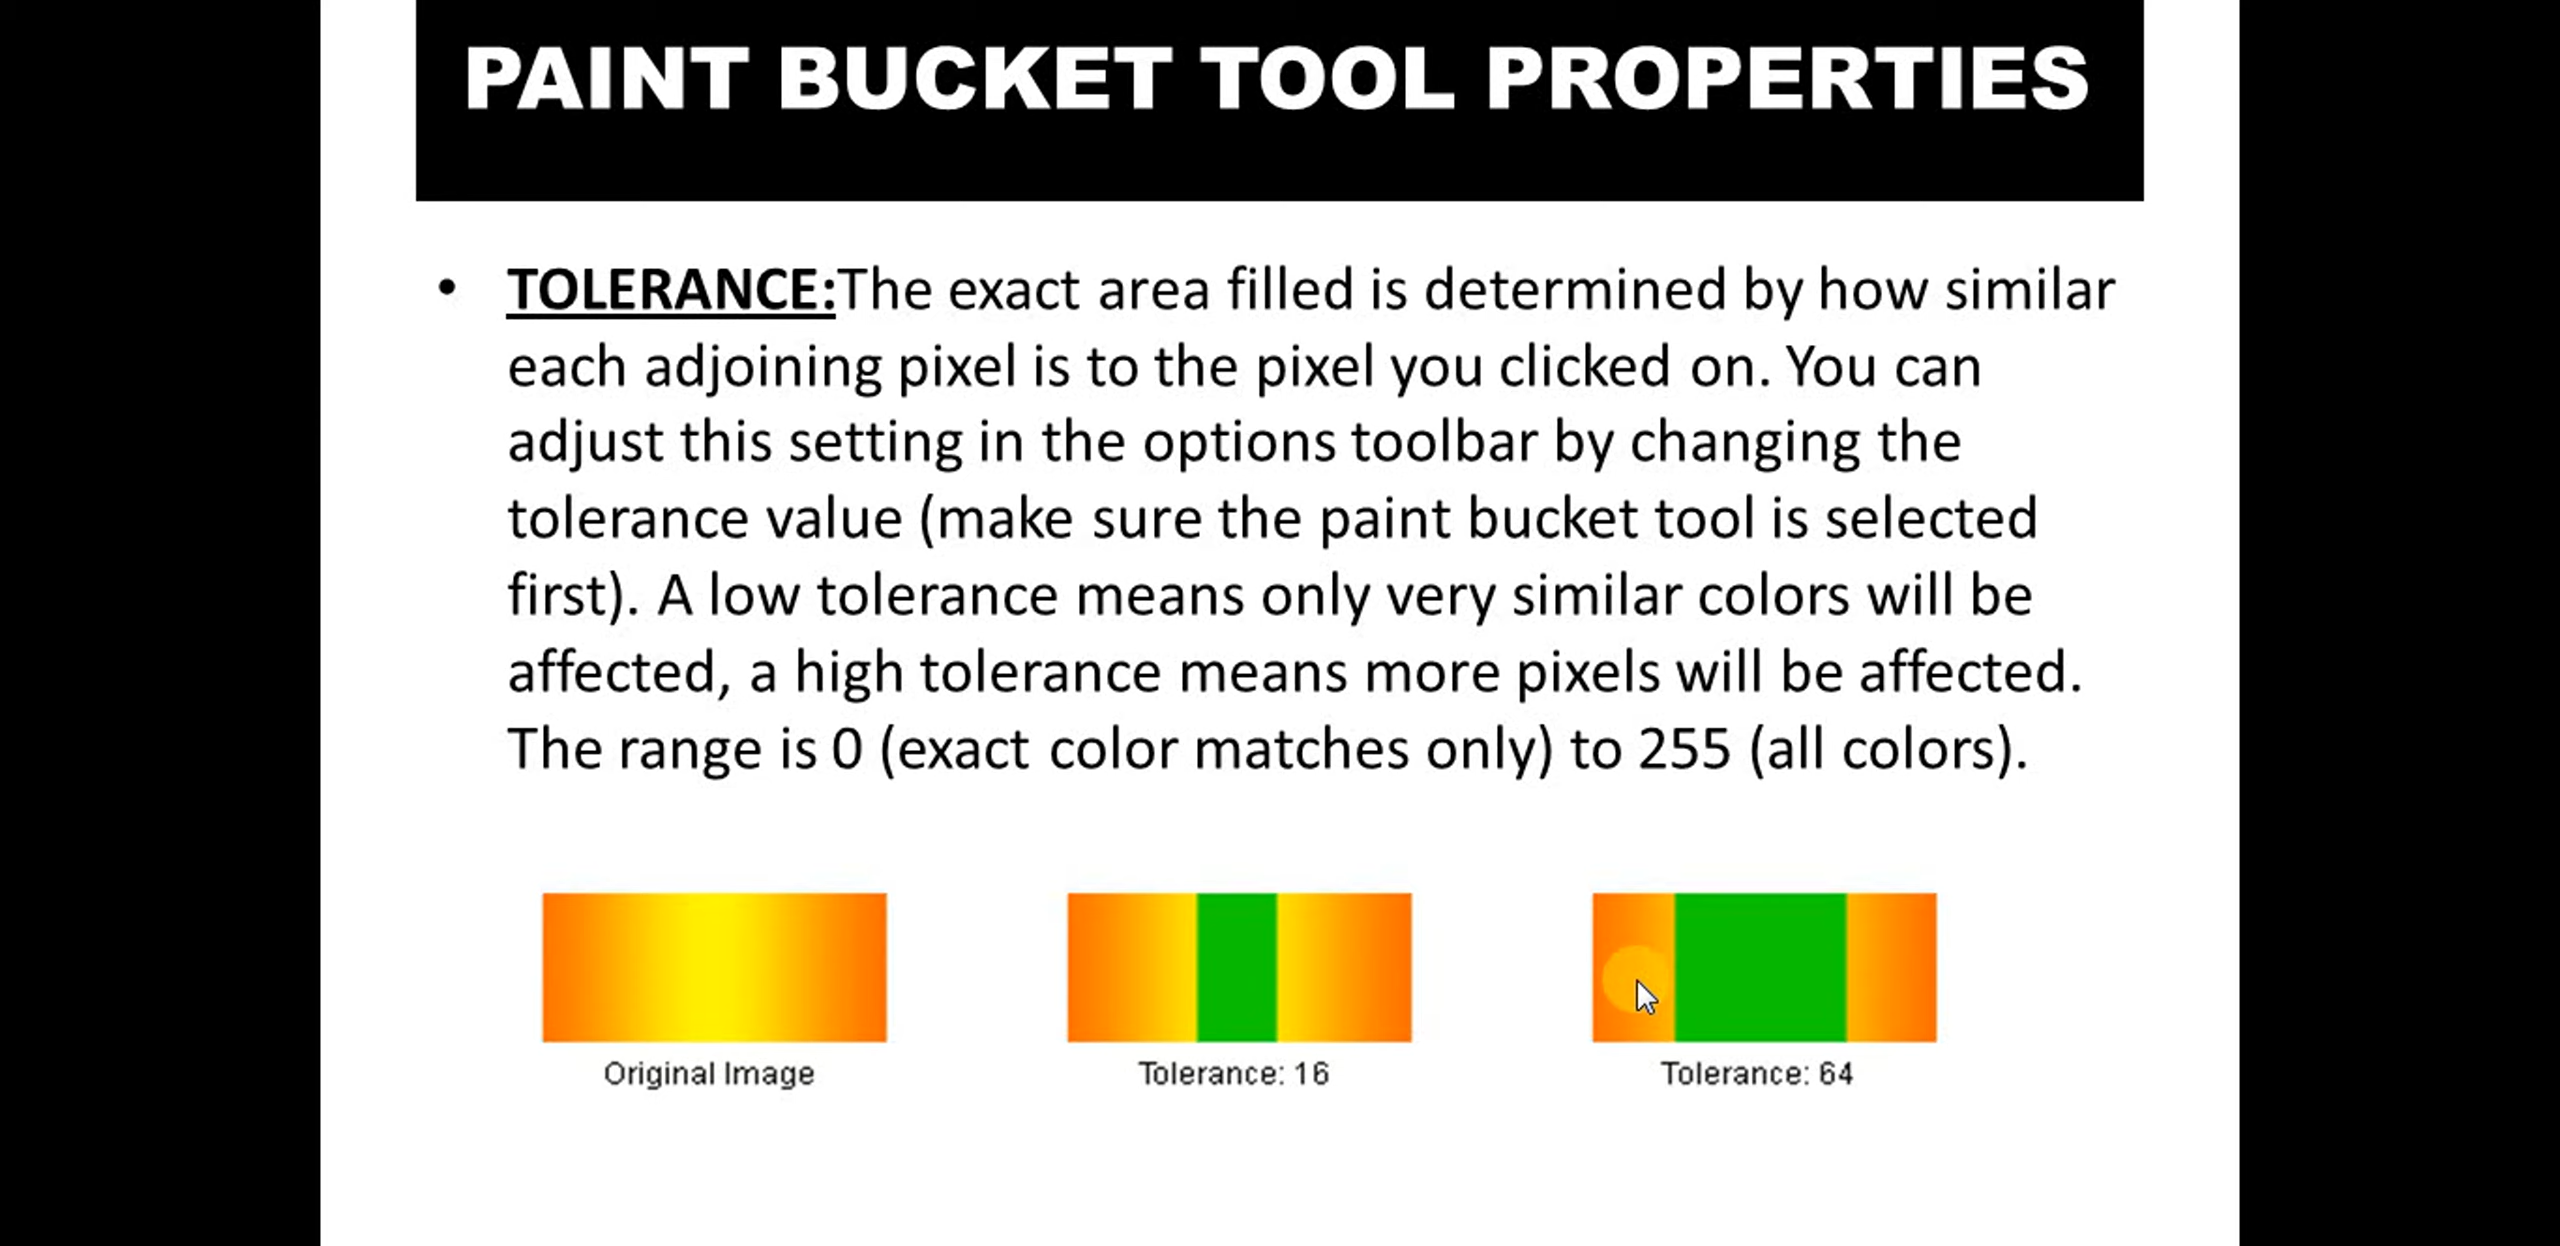 PAINT BUCKET TOOL PROPERTIES
• TOLERANCE:The exact area filled is determined by how similar
each adjoining pixel is to the pixel you clicked on. You can
adjust this setting in the options toolbar by changing the
tolerance value (make sure the paint bucket tool is selected
first). A low tolerance means only very similar colors will be
affected, a high tolerance means more pixels will be affected.
The range is 0 (exact color matches only) to 255 (all colors).
Original Image
Tolerance: 16
Tolerance: 64